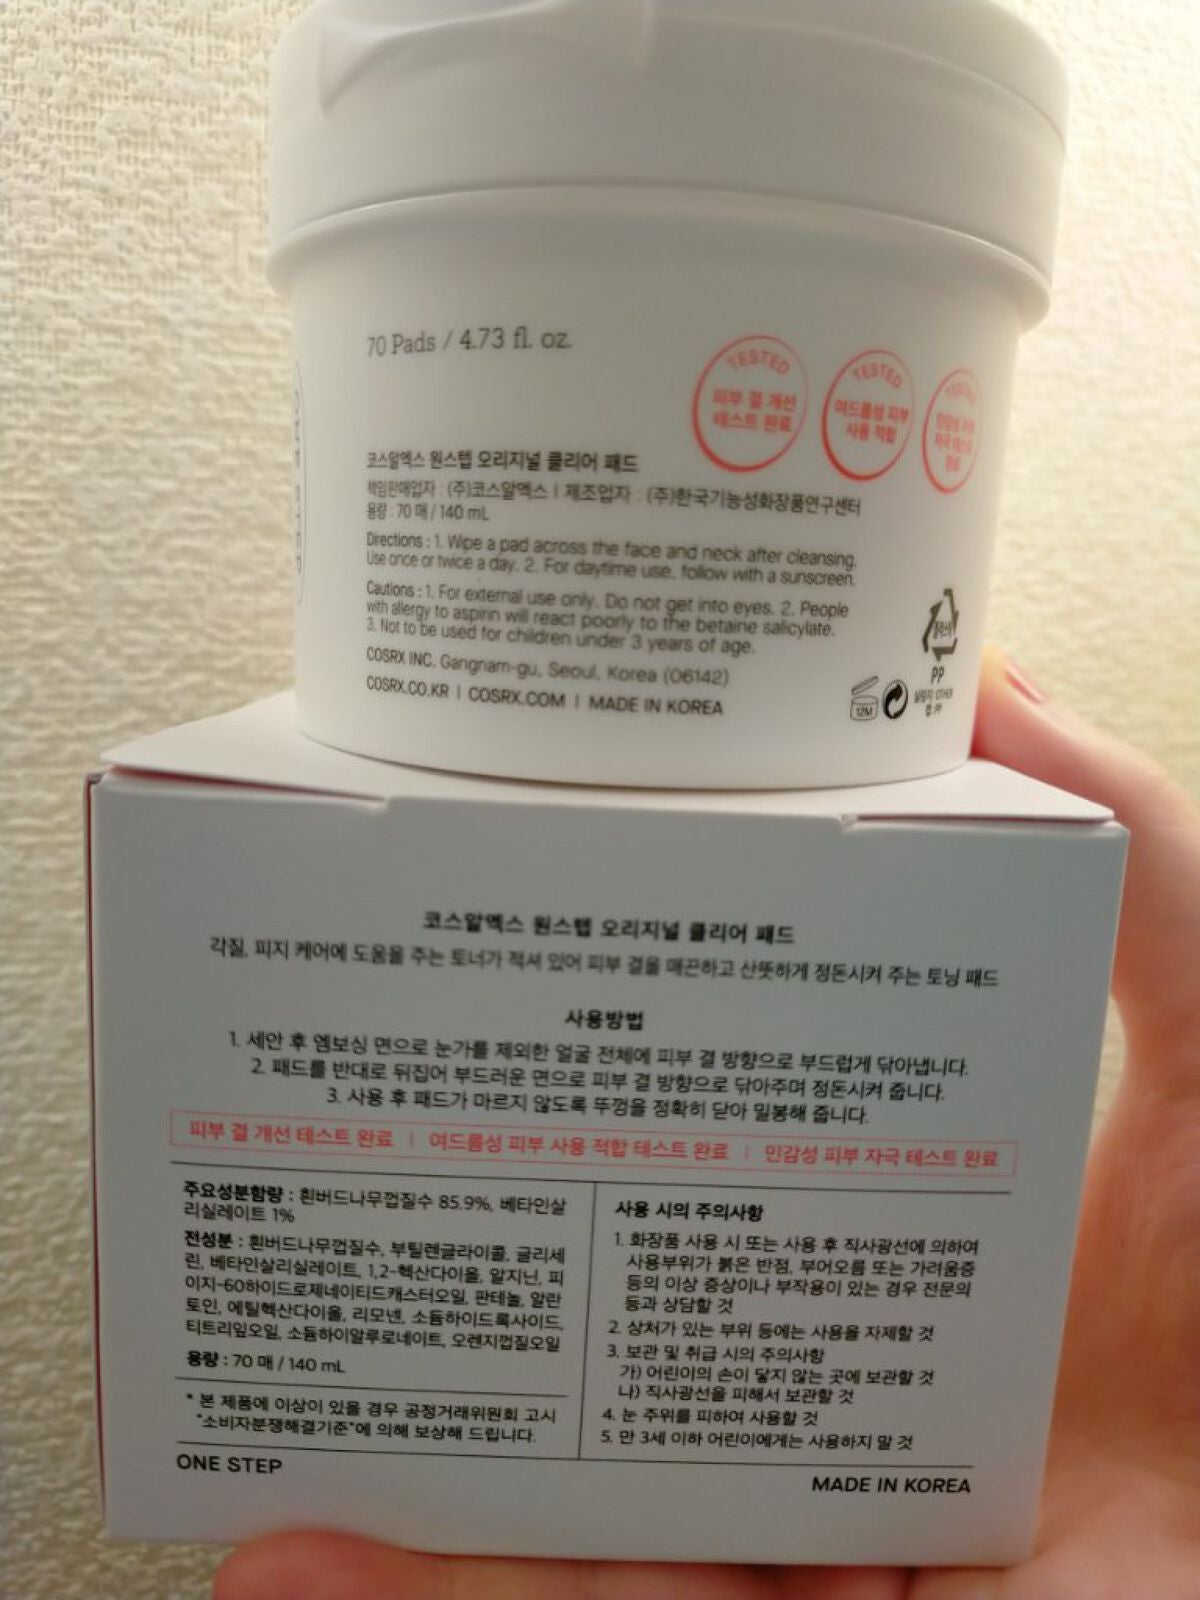 70 Pads / 4.73 fl. oz.
TESTED
피부 결 개선
테스트 완료
TESTED
여드름성 피부
사용 적합
TESTED
완료
코스알엑스 원스텝 오리지널 클리어 패드
책임판매업자 : (주)코스알엑스 | 제조업자 : (주)한국기능성화장품연구센터
용량 : 70 매 / 140 mL
Directions : 1. Wipe a pad across the face and neck after cleansing.
Use once or twice a day. 2. For daytime use, follow with a sunscreen.
Cautions : 1. For external use only. Do not get into eyes. 2. People
with allergy to aspirin will react poorly to the betaine salicylate.
3. Not to be used for children under 3 years of age.
COSRX INC. Gangnam-gu, Seoul, Korea (06142)
COSRX.CO.KR | COSRX.COM | MADE IN KOREA
12M
PP
코스알엑스 원스텝 오리지널 클리어 패드
각질, 피지 케어에 도움을 주는 토너가 적셔 있어 피부 결을 매끈하고 산뜻하게 정돈시켜 주는 토닝 패드
사용방법
1. 세안 후 엠보싱 면으로 눈가를 제외한 얼굴 전체에 피부 결 방향으로 부드럽게 닦아냅니다.
2. 패드를 반대로 뒤집어 부드러운 면으로 피부 결 방향으로 닦아주며 정돈시켜 줍니다.
3. 사용 후 패드가 마르지 않도록 뚜껑을 정확히 닫아 밀봉해 줍니다.
피부 결 개선 테스트 완료 | 여드름성 피부 사용 적합 테스트 완료 | 민감성 피부 자극 테스트 완료
주요성분함량 : 흰버드나무껍질수 85.9%, 베타인살
리실레이트 1%
전성분 : 흰버드나무껍질수, 부틸렌글라이콜, 글리세
린, 베타인살리실레이트, 1,2-헥산다이올, 알지닌, 피
이지-60하이드로제네이티드캐스터오일, 판테놀, 알란
토인, 에틸헥산다이올, 리모넨, 소듐하이드록사이드,
티트리잎오일, 소듐하이알루로네이트, 오렌지껍질오일
용량 : 70 매 / 140 mL
* 본 제품에 이상이 있을 경우 공정거래위원회 고시
"소비자분쟁해결기준"에 의해 보상해 드립니다.
사용 시의 주의사항
1. 화장품 사용 시 또는 사용 후 직사광선에 의하여
사용부위가 붉은 반점, 부어오름 또는 가려움증
등의 이상 증상이나 부작용이 있는 경우 전문의
등과 상담할 것
2. 상처가 있는 부위 등에는 사용을 자제할 것
3. 보관 및 취급 시의 주의사항
가) 어린이의 손이 닿지 않는 곳에 보관할 것
나) 직사광선을 피해서 보관할 것
4. 눈 주위를 피하여 사용할 것
5. 만 3세 이하 어린이에게는 사용하지 말 것
ONE STEP
MADE IN KOREA